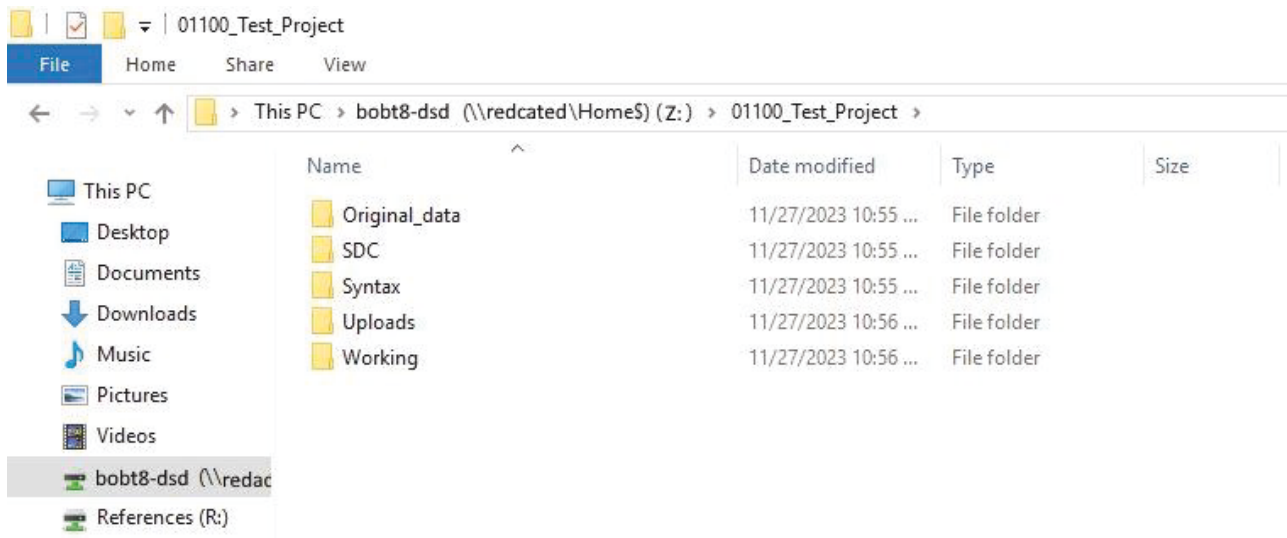 01100_Test_Project
File Home Share View
This PC > bobt8-dsd (\\redcated\Home$) (Z:) > 01100_Test_Project >
Name Date modified Type Size
This PC
Desktop
Documents
Downloads
Music
Pictures
Videos
bobt8-dsd (\\redac
References (R:)
Original_data 11/27/2023 10:55 ... File folder
SDC 11/27/2023 10:55 ... File folder
Syntax 11/27/2023 10:55 ... File folder
Uploads 11/27/2023 10:56 ... File folder
Working 11/27/2023 10:56 ... File folder